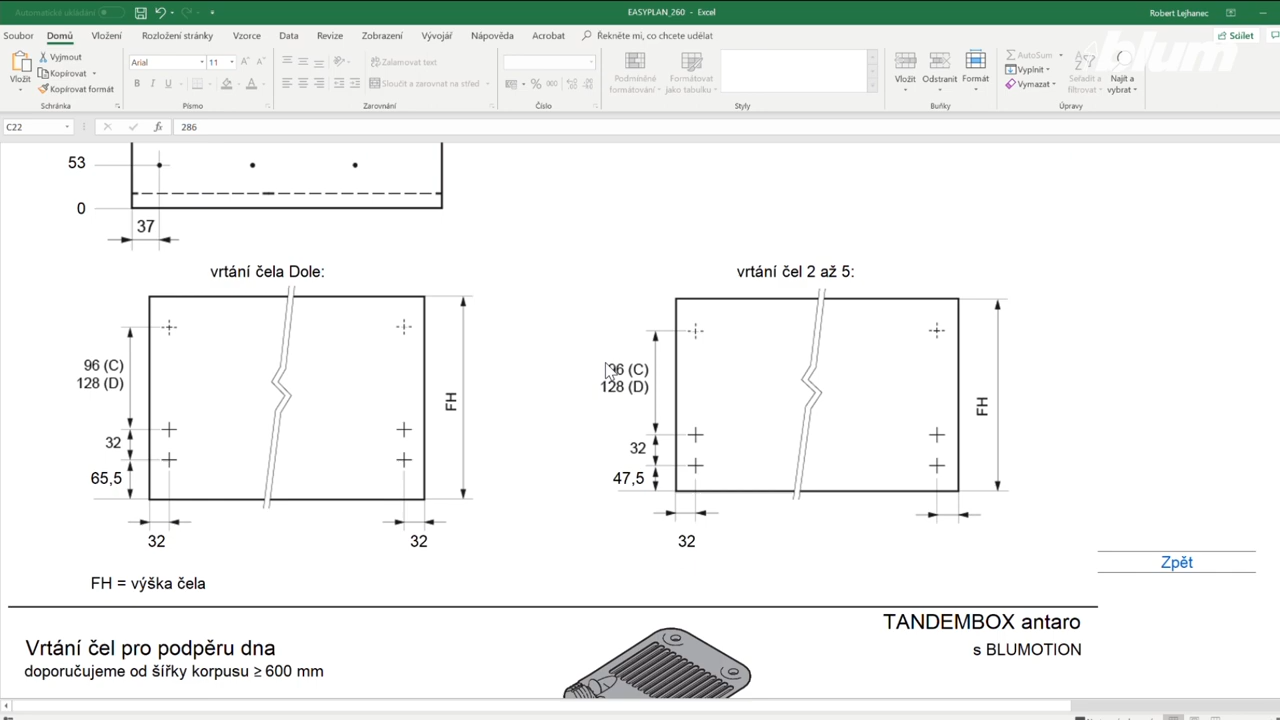 Automatické ukládání
EASYPLAN_260 - Excel
Robert Lejhanec
Soubor Domů Vložení Rozložení stránky Vzorce Data Revize Zobrazení Vývojář Nápověda Acrobat Řekněte mi, co chcete udělat Sdílet
blum
Vložit
Vyjmout
Kopírovat
Kopírovat formát
Schránka
Arial 11
B I U
Písmo
Zalamovat text
Sloučit a zarovnat na střed
Zarovnání
% 000
Číslo
Podmíněné formátování
Formátovat jako tabulku
Styly
Vložit Odstranit Formát
Buňky
AutoSum
Vyplnit
Vymazat
Seřadit a filtrovat
Najít a vybrat
Úpravy
C22 fx 286
53
0
37
vrtání čela Dole:
vrtání čel 2 až 5:
96 (C)
128 (D)
32
65,5
32 32
FH
96 (C)
128 (D)
32
47,5
32
FH
Zpět
FH = výška čela
TANDEMBOX antaro
s BLUMOTION
Vrtání čel pro podpěru dna
doporučujeme od šířky korpusu ≥ 600 mm